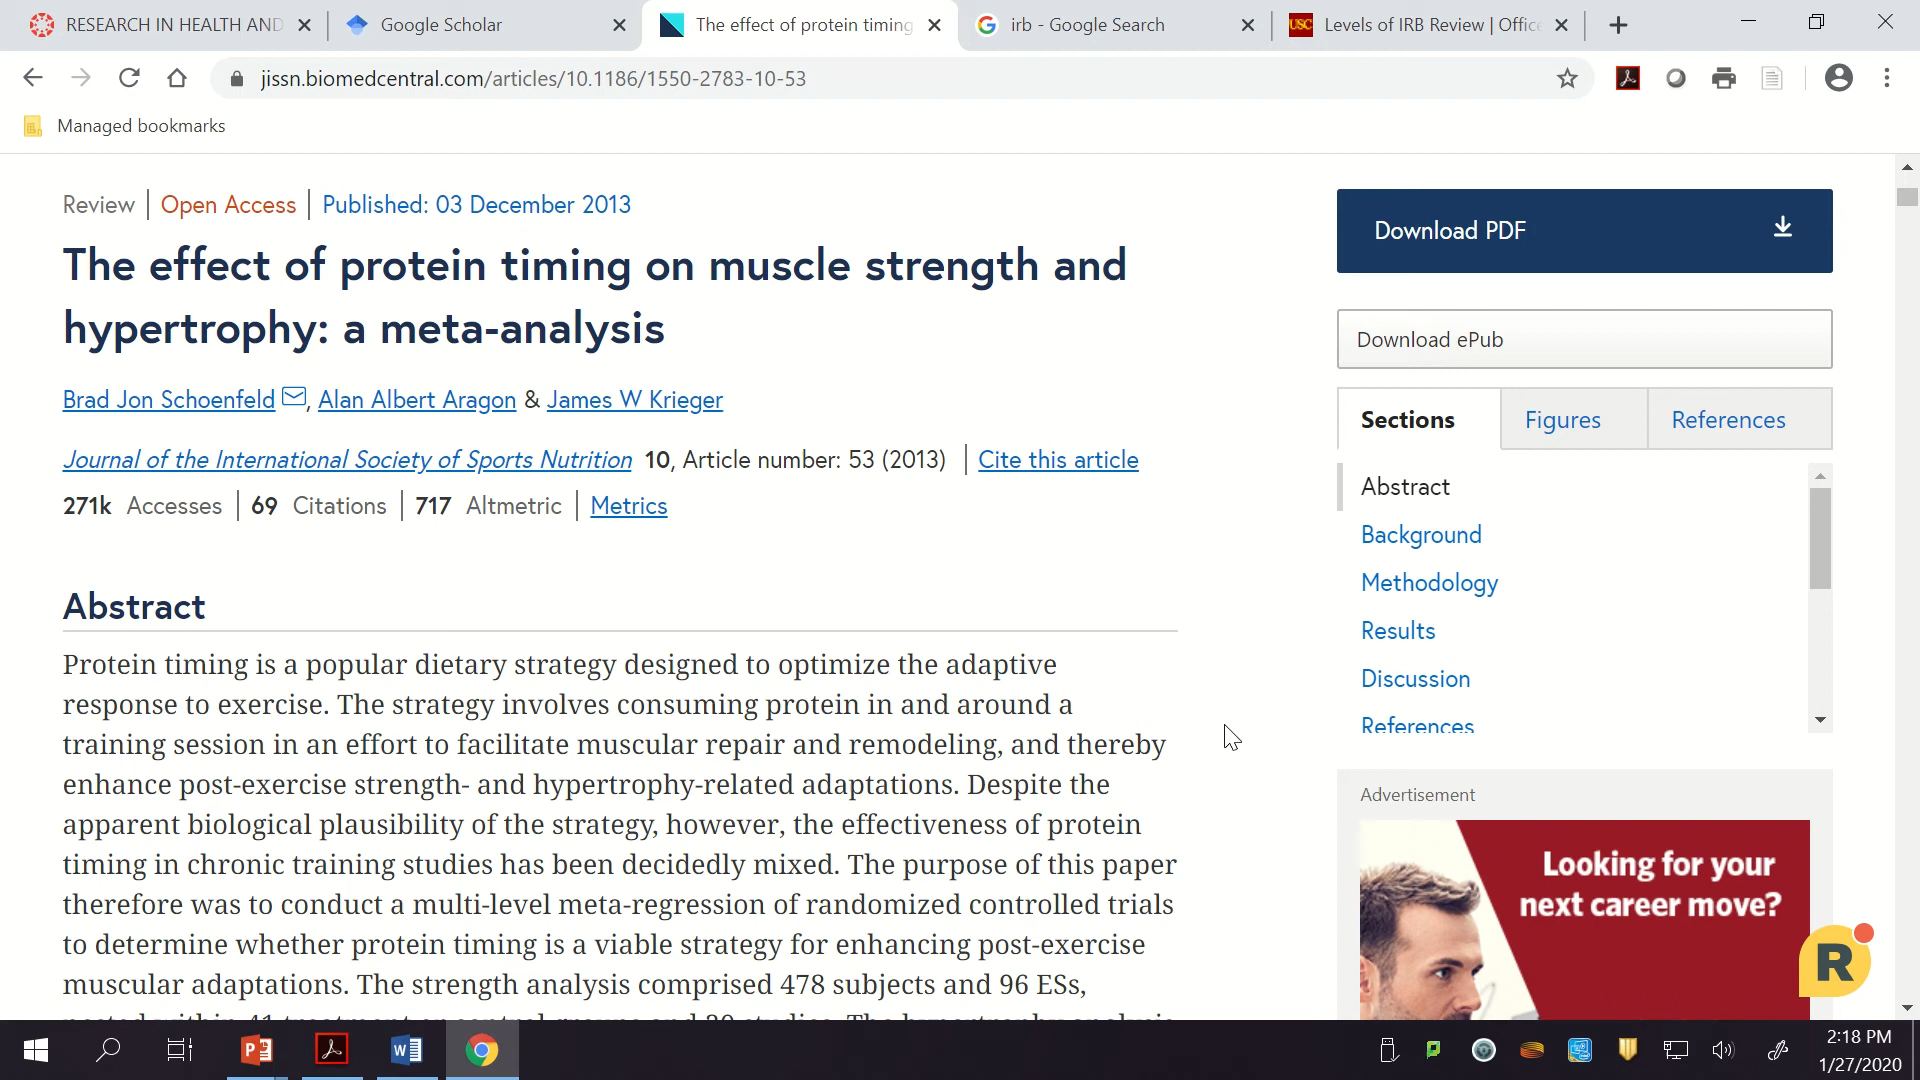 RESEARCH IN HEALTH AND
Google Scholar
The effect of protein timing
irb - Google Search
USC
Levels of IRB Review | Office
jissn.biomedcentral.com/articles/10.1186/1550-2783-10-53
Managed bookmarks
Review | Open Access | Published: 03 December 2013
The effect of protein timing on muscle strength and
hypertrophy: a meta-analysis
Brad Jon Schoenfeld, Alan Albert Aragon & James W Krieger
Journal of the International Society of Sports Nutrition 10, Article number: 53 (2013) | Cite this article
271k Accesses | 69 Citations | 717 Altmetric | Metrics
Abstract
Protein timing is a popular dietary strategy designed to optimize the adaptive
response to exercise. The strategy involves consuming protein in and around a
training session in an effort to facilitate muscular repair and remodeling, and thereby
enhance post-exercise strength- and hypertrophy-related adaptations. Despite the
apparent biological plausibility of the strategy, however, the effectiveness of protein
timing in chronic training studies has been decidedly mixed. The purpose of this paper
therefore was to conduct a multi-level meta-regression of randomized controlled trials
to determine whether protein timing is a viable strategy for enhancing post-exercise
muscular adaptations. The strength analysis comprised 478 subjects and 96 ESs,
Download PDF
Download ePub
Sections
Figures
References
Abstract
Background
Methodology
Results
Discussion
References
Advertisement
Looking for your
next career move?
R
2:18 PM
1/27/2020